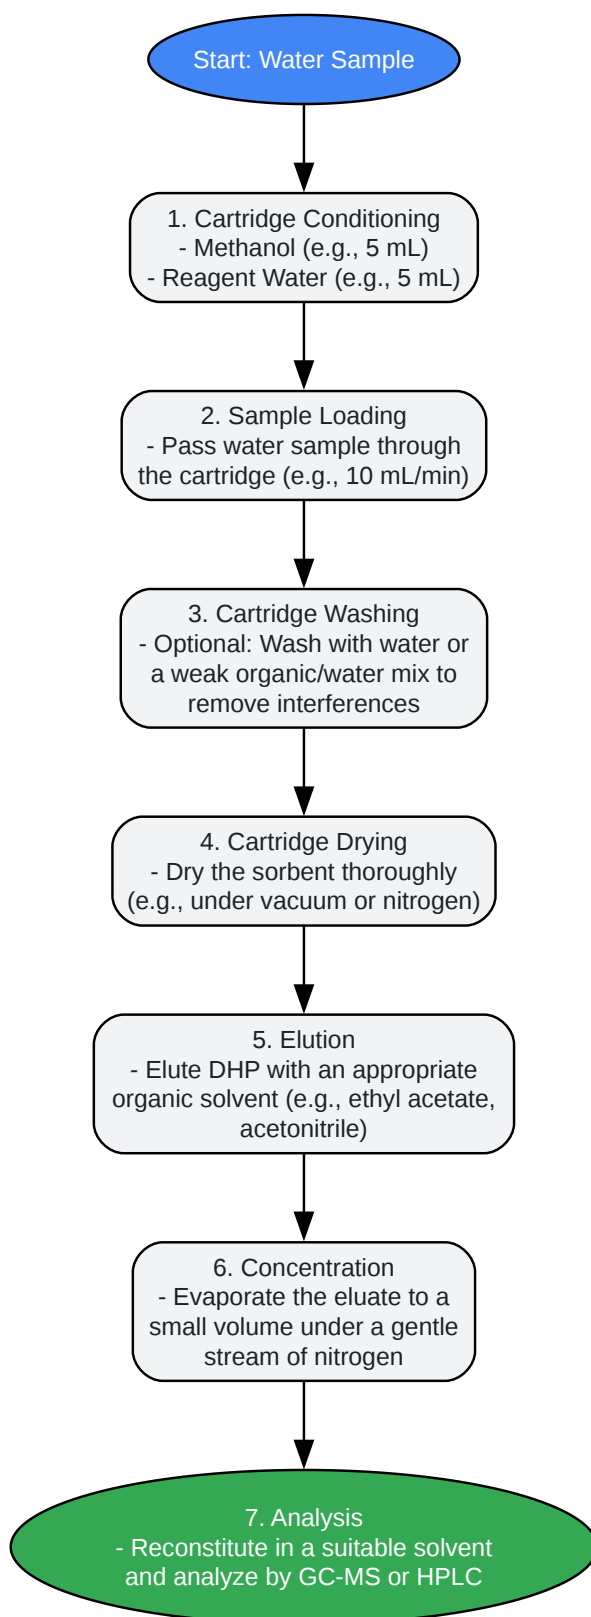 Start: Water Sample
1. Cartridge Conditioning
- Methanol (e.g., 5 mL)
- Reagent Water (e.g., 5 mL)
2. Sample Loading
- Pass water sample through
the cartridge (e.g., 10 mL/min)
3. Cartridge Washing
- Optional: Wash with water or
a weak organic/water mix to
remove interferences
4. Cartridge Drying
- Dry the sorbent thoroughly
(e.g., under vacuum or nitrogen)
5. Elution
- Elute DHP with an appropriate
organic solvent (e.g., ethyl acetate,
acetonitrile)
6. Concentration
- Evaporate the eluate to a
small volume under a gentle
stream of nitrogen
7. Analysis
- Reconstitute in a suitable solvent
and analyze by GC-MS or HPLC